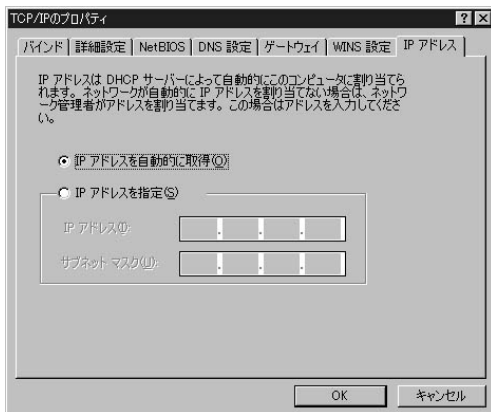 TCP/IPのプロパティ
バインド 詳細設定 NetBIOS DNS 設定 ゲートウェイ WINS 設定 IP アドレス
IP アドレスは DHCP サーバーによって自動的にこのコンピュータに割り当てら
れます。ネットワークが自動的に IP アドレスを割り当てない場合は、ネットワ
ーク管理者がアドレスを割り当てます。この場合はアドレスを入力してくださ
い。
IP アドレスを自動的に取得(O)
IP アドレスを指定(S)
IP アドレス(I):
サブネット マスク(U):
OK キャンセル